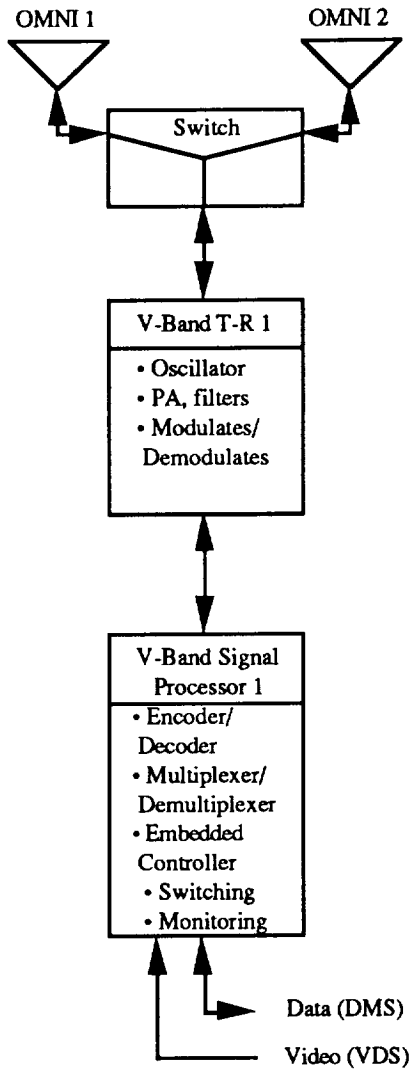 OMNI 1
OMNI 2
Switch
V-Band T-R 1
• Oscillator
• PA, filters
• Modulates/
Demodulates
V-Band Signal
Processor 1
• Encoder/
Decoder
• Multiplexer/
Demultiplexer
• Embedded
Controller
• Switching
• Monitoring
Data (DMS)
Video (VDS)